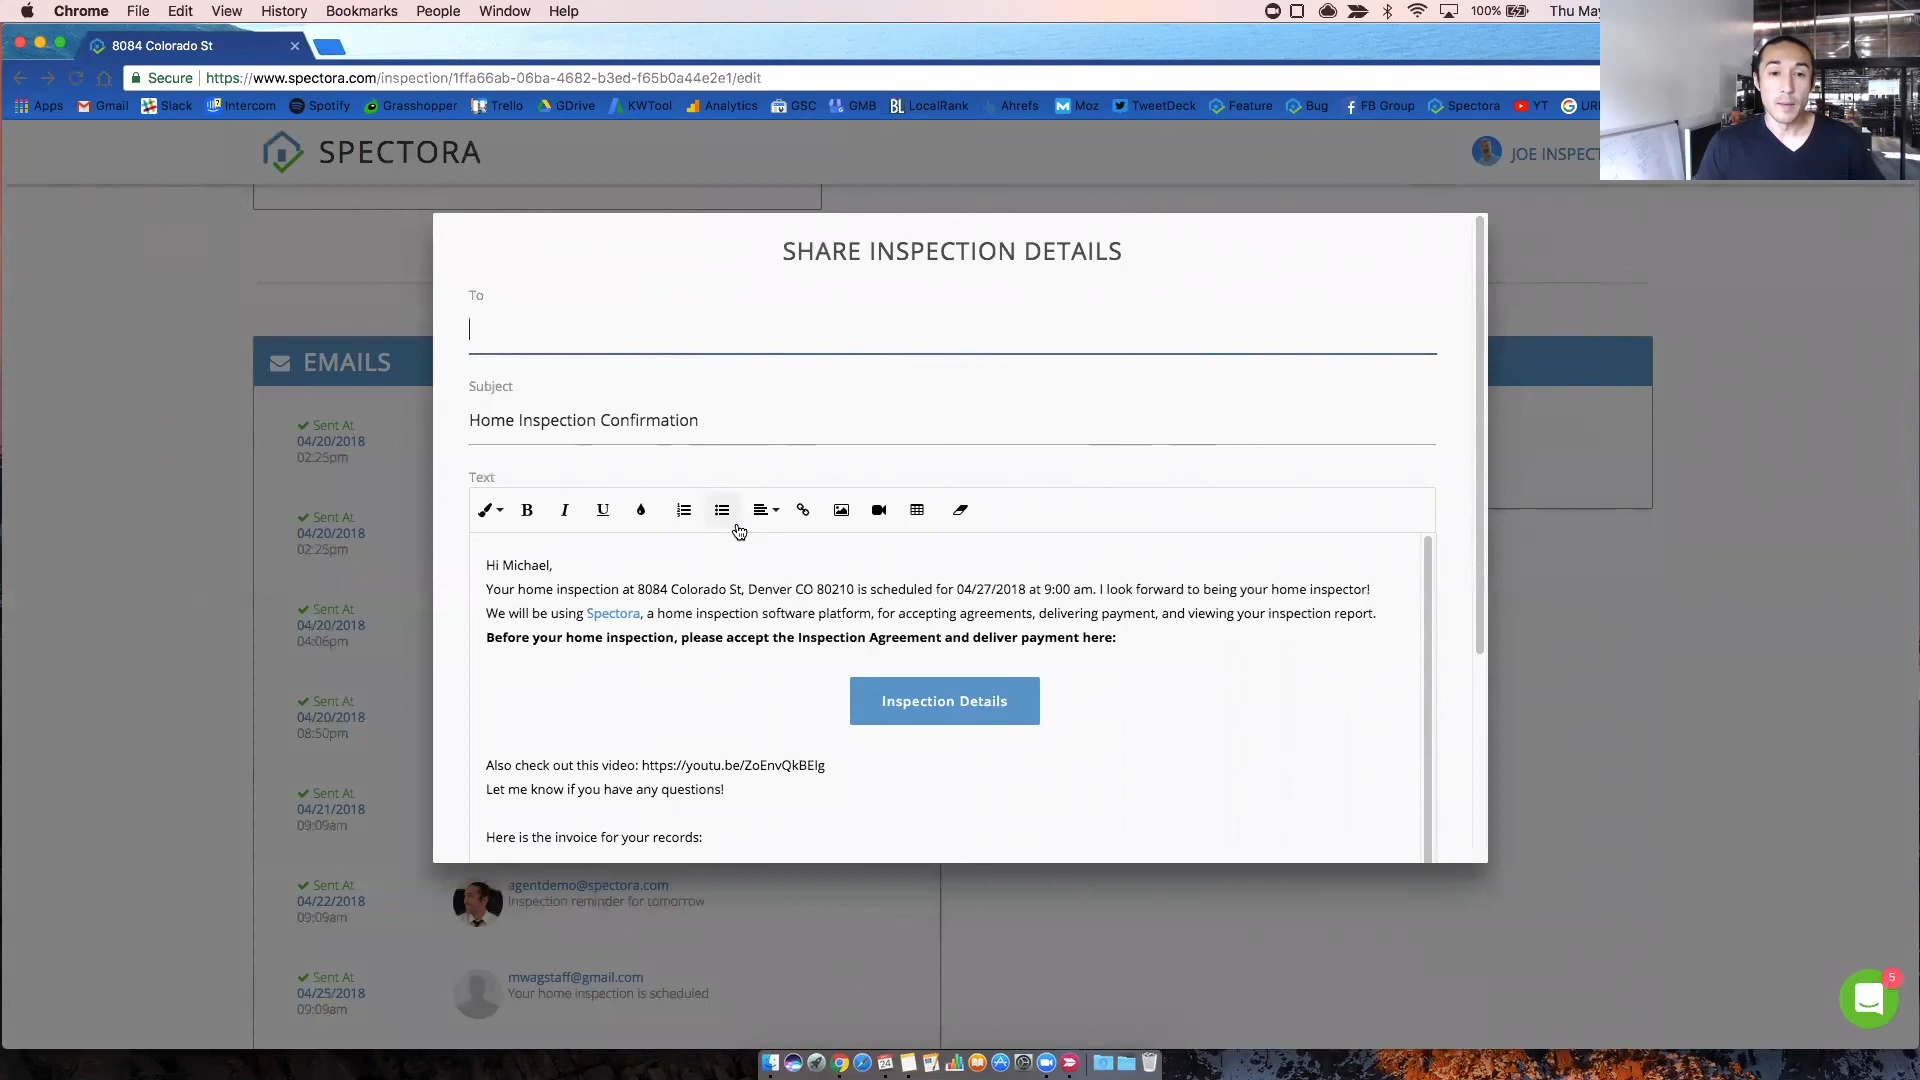 Chrome File Edit View History Bookmarks People Window Help 100% Thu May
8084 Colorado St
Secure https://www.spectora.com/inspection/1ffa66ab-06ba-4682-b3ed-f65b0a44e2e1/edit
Apps Gmail Slack Intercom Spotify Grasshopper Trello GDrive KWTool Analytics GSC GMB LocalRank Ahrefs Moz TweetDeck Feature Bug FB Group Spectora YT
SPECTORA
JOE INSPECT
SHARE INSPECTION DETAILS
To
EMAILS
Subject
Home Inspection Confirmation
Sent At
04/20/2018
02:25pm
Text
B I U
Sent At
04/20/2018
02:25pm
Hi Michael,
Your home inspection at 8084 Colorado St, Denver CO 80210 is scheduled for 04/27/2018 at 9:00 am. I look forward to being your home inspector!
We will be using Spectora, a home inspection software platform, for accepting agreements, delivering payment, and viewing your inspection report.
Before your home inspection, please accept the Inspection Agreement and deliver payment here:
Sent At
04/20/2018
04:06pm
Inspection Details
Sent At
04/20/2018
08:50pm
Also check out this video: https://youtu.be/ZoEnvQkBEIg
Let me know if you have any questions!
Sent At
04/21/2018
09:09am
Here is the invoice for your records:
Sent At
04/22/2018
09:09am
agentdemo@spectora.com
Inspection reminder for tomorrow
Sent At
04/25/2018
09:09am
mwagstaff@gmail.com
Your home inspection is scheduled
5